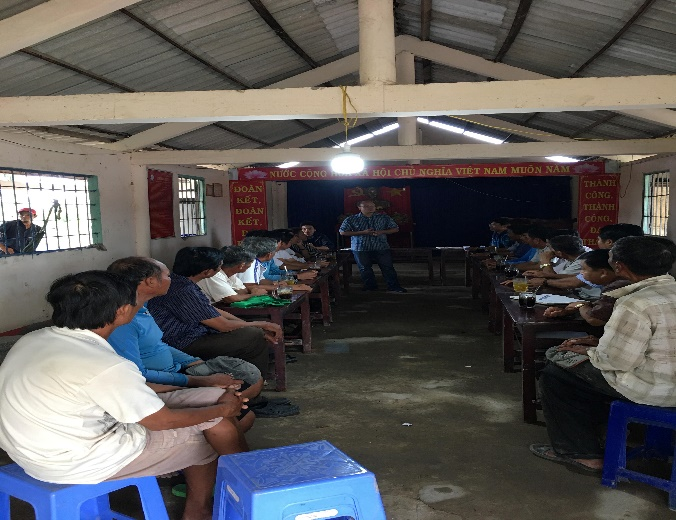 NƯỚC CỘNG HÒA XÃ HỘI CHỦ NGHĨA VIỆT NAM MUÔN NĂM
ĐOÀN KẾT,
ĐOÀN KẾT,
THÀNH CÔNG,
THÀNH CÔNG,